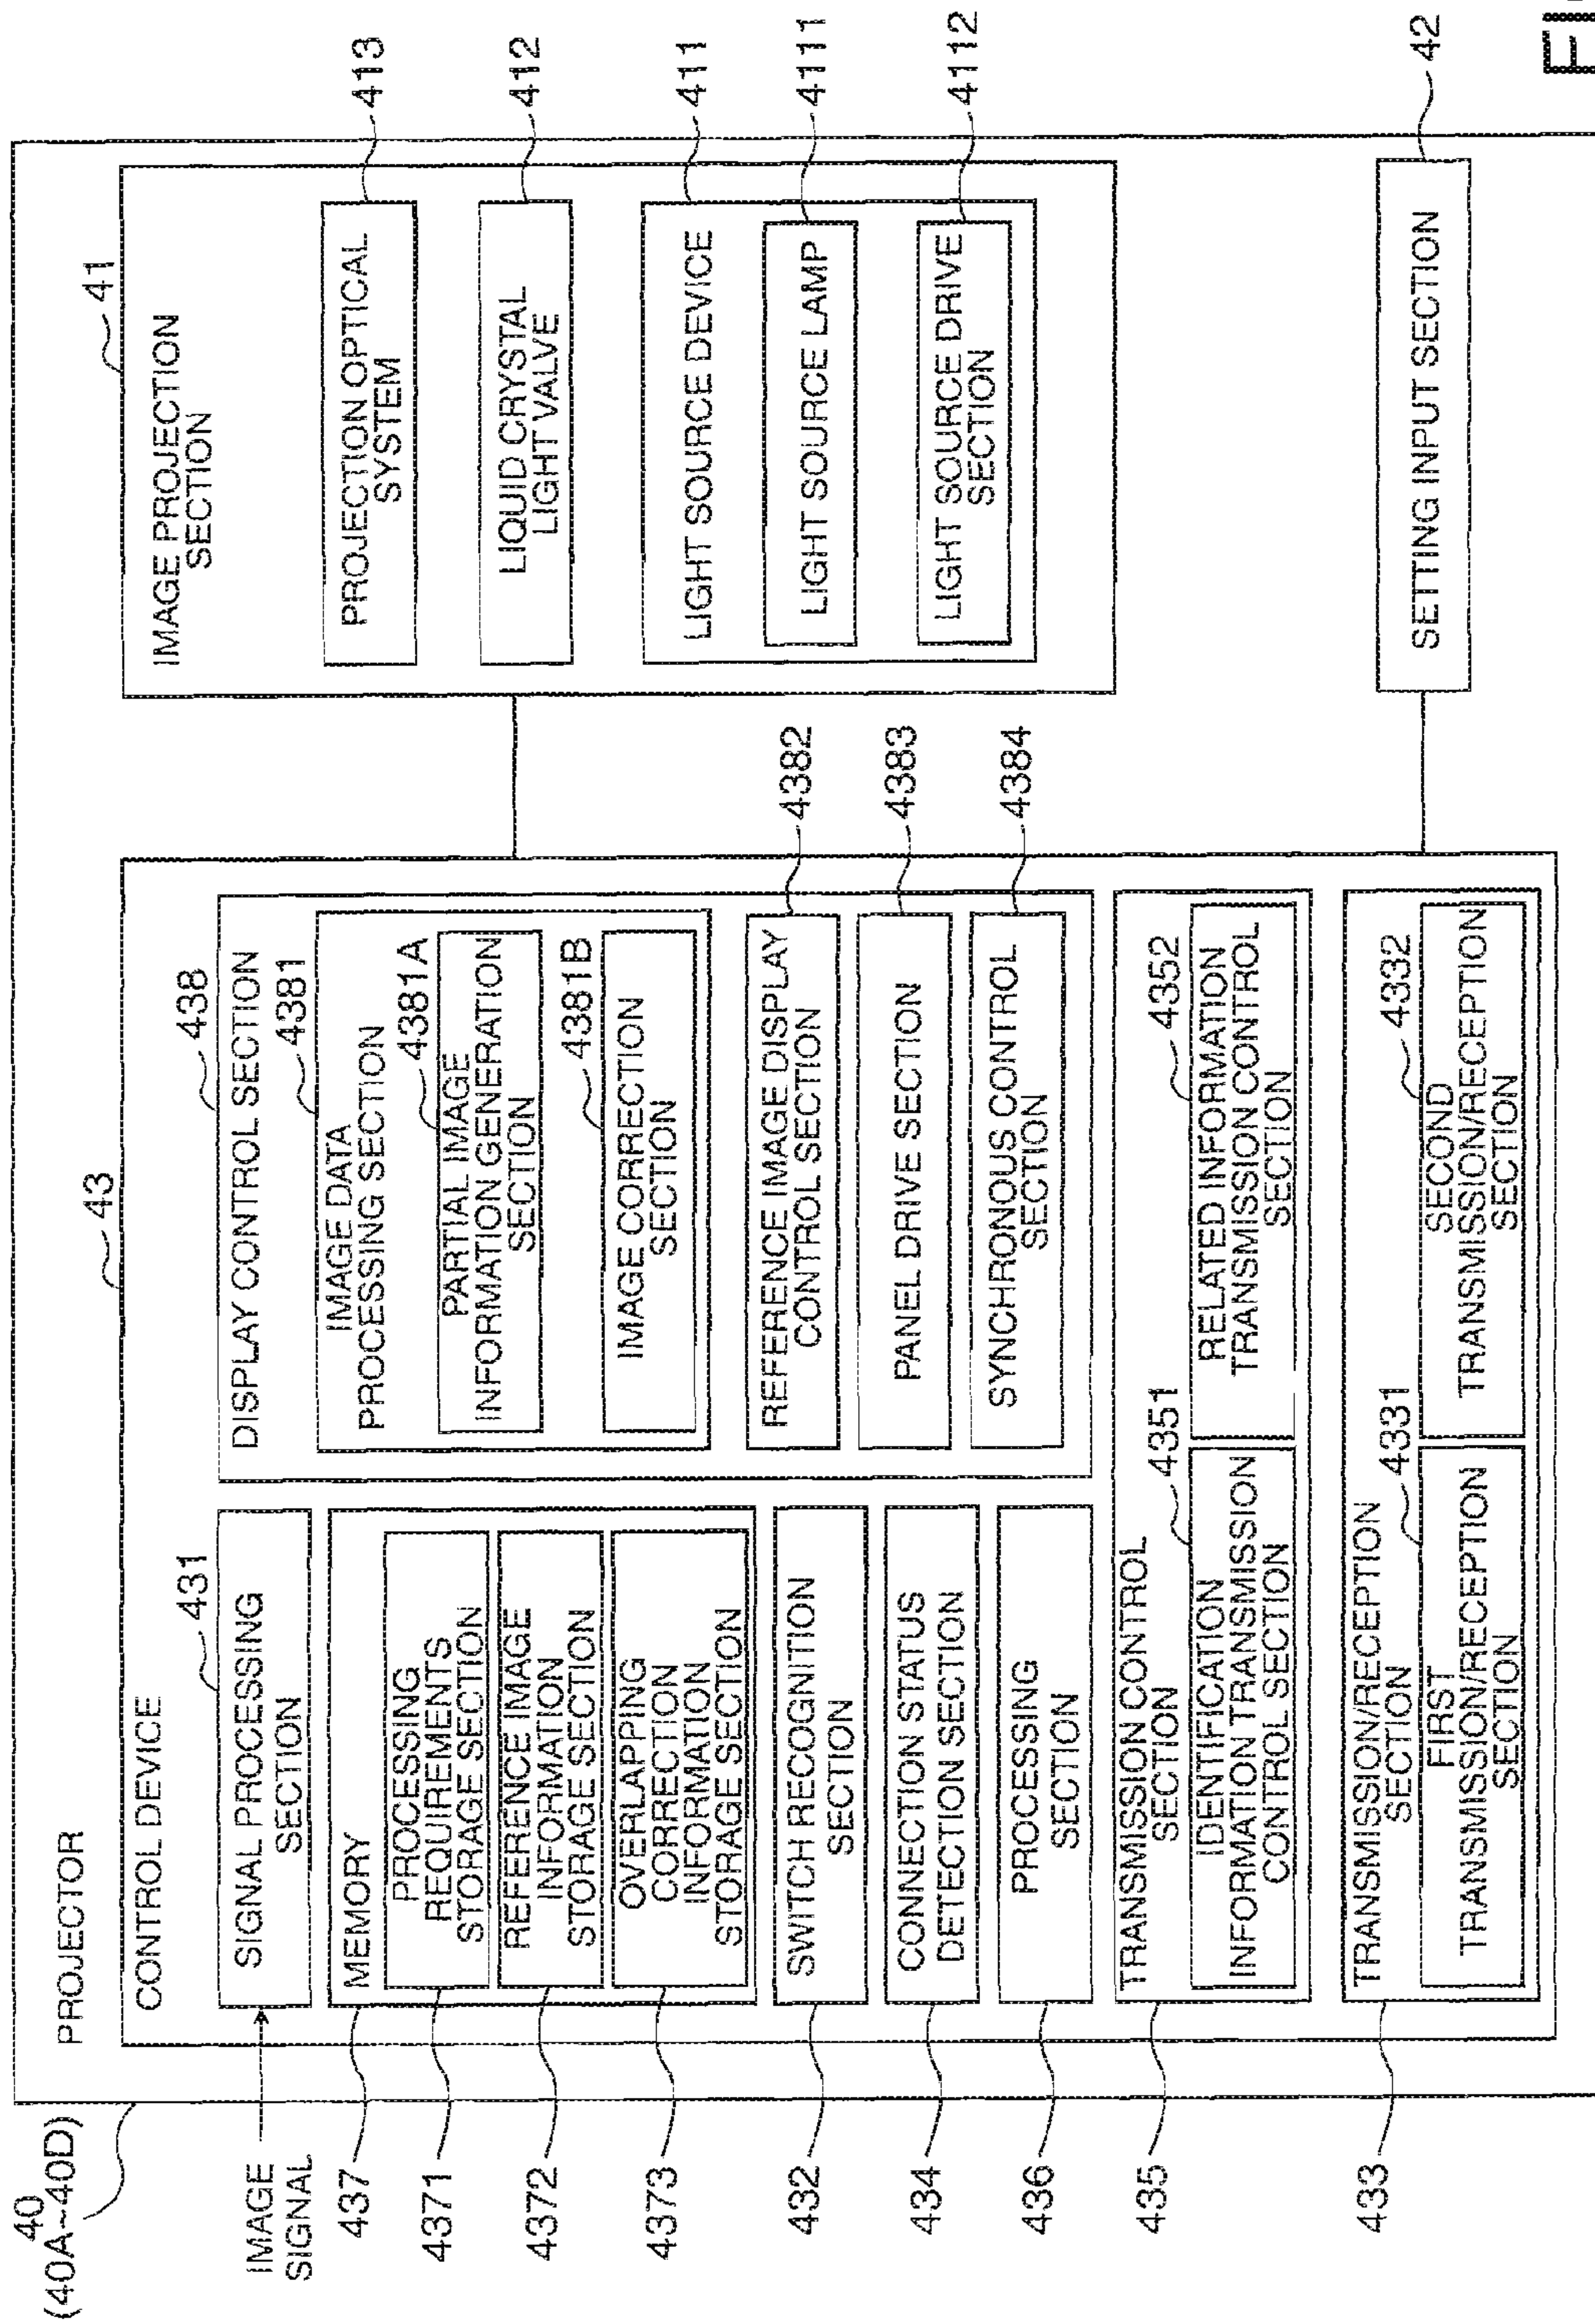 40
(40A~40D)
PROJECTOR
IMAGE
SIGNAL
43
CONTROL DEVICE
431
SIGNAL PROCESSING
SECTION
437
MEMORY
4371
PROCESSING
REQUIREMENTS
STORAGE SECTION
4372
REFERENCE IMAGE
INFORMATION
STORAGE SECTION
4373
OVERLAPPING
CORRECTION
INFORMATION
STORAGE SECTION
432
SWITCH RECOGNITION
SECTION
434
CONNECTION STATUS
DETECTION SECTION
436
PROCESSING
SECTION
438
DISPLAY CONTROL SECTION
4381
IMAGE DATA
PROCESSING SECTION
4381A
PARTIAL IMAGE
INFORMATION GENERATION
SECTION
4381B
IMAGE CORRECTION
SECTION
4382
REFERENCE IMAGE DISPLAY
CONTROL SECTION
4383
PANEL DRIVE SECTION
4384
SYNCHRONOUS CONTROL
SECTION
435
TRANSMISSION CONTROL
SECTION
4351
IDENTIFICATION
INFORMATION TRANSMISSION
CONTROL SECTION
4352
RELATED INFORMATION
TRANSMISSION CONTROL
SECTION
433
TRANSMISSION/RECEPTION
SECTION
4331
FIRST
TRANSMISSION/RECEPTION
SECTION
4332
SECOND
TRANSMISSION/RECEPTION
SECTION
41
IMAGE PROJECTION
SECTION
413
PROJECTION OPTICAL
SYSTEM
412
LIQUID CRYSTAL
LIGHT VALVE
411
LIGHT SOURCE DEVICE
4111
LIGHT SOURCE LAMP
4112
LIGHT SOURCE DRIVE
SECTION
42
SETTING INPUT SECTION